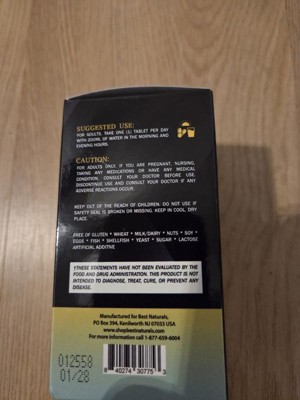 SUGGESTED USE:
FOR ADULTS, TAKE ONE (1) TABLET PER DAY
WITH 200ML OF WATER IN THE MORNING AND
EVENING HOURS.
CAUTION:
FOR ADULTS ONLY. IF YOU ARE PREGNANT, NURSING,
TAKING ANY MEDICATIONS OR HAVE ANY MEDICAL
CONDITION, CONSULT YOUR DOCTOR BEFORE USE.
DISCONTINUE USE AND CONSULT YOUR DOCTOR IF ANY
ADVERSE REACTIONS OCCUR.
KEEP OUT OF THE REACH OF CHILDREN. DO NOT USE IF
SAFETY SEAL IS BROKEN OR MISSING. KEEP IN COOL, DRY
PLACE.
FREE OF GLUTEN * WHEAT * MILK/DAIRY * NUTS * SOY *
EGGS * FISH * SHELLFISH * YEAST * SUGAR * LACTOSE
ARTIFICIAL ADDITIVE
†THESE STATEMENTS HAVE NOT BEEN EVALUATED BY THE
FOOD AND DRUG ADMINISTRATION. THIS PRODUCT IS NOT
INTENDED TO DIAGNOSE, TREAT, CURE, OR PREVENT ANY
DISEASE.
Manufactured for Best Naturals,
PO Box 394, Kenilworth NJ 07033 USA
www.shopbestnaturals.com
For more information call 1-877-659-6004
012558
01/28
8 40274 30775 3